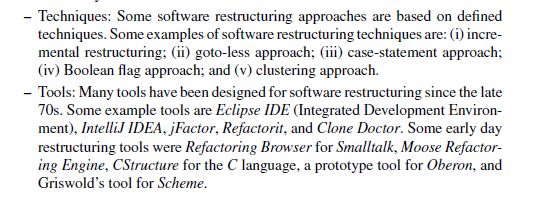 – Techniques: Some software restructuring approaches are based on defined
techniques. Some examples of software restructuring techniques are: (i) incre-
mental restructuring; (ii) goto-less approach; (iii) case-statement approach;
(iv) Boolean flag approach; and (v) clustering approach.
– Tools: Many tools have been designed for software restructuring since the late
70s. Some example tools are Eclipse IDE (Integrated Development Environ-
ment), IntelliJ IDEA, jFactor, Refactorit, and Clone Doctor. Some early day
restructuring tools were Refactoring Browser for Smalltalk, Moose Refactor-
ing Engine, CStructure for the C language, a prototype tool for Oberon, and
Griswold's tool for Scheme.